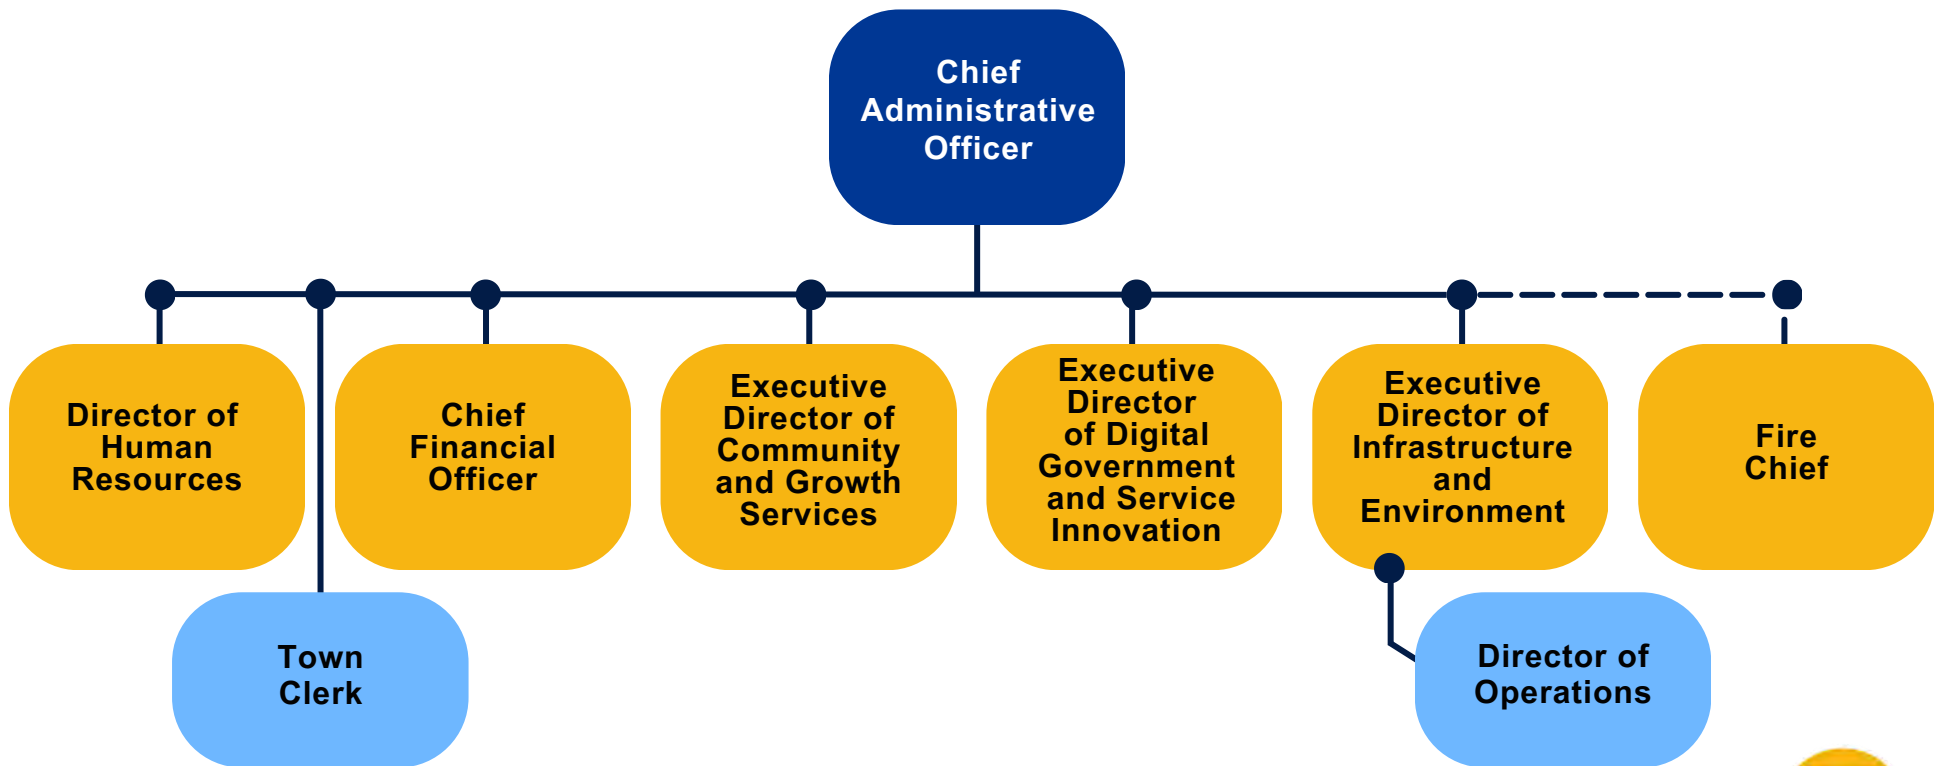 Chief
Administrative
Officer
Director of
Human
Resources
Chief
Financial
Officer
Executive
Director of
Community
and Growth
Services
Executive
Director
of Digital
Government
and Service
Innovation
Executive
Director of
Infrastructure
and
Environment
Fire
Chief
Town
Clerk
Director of
Operations